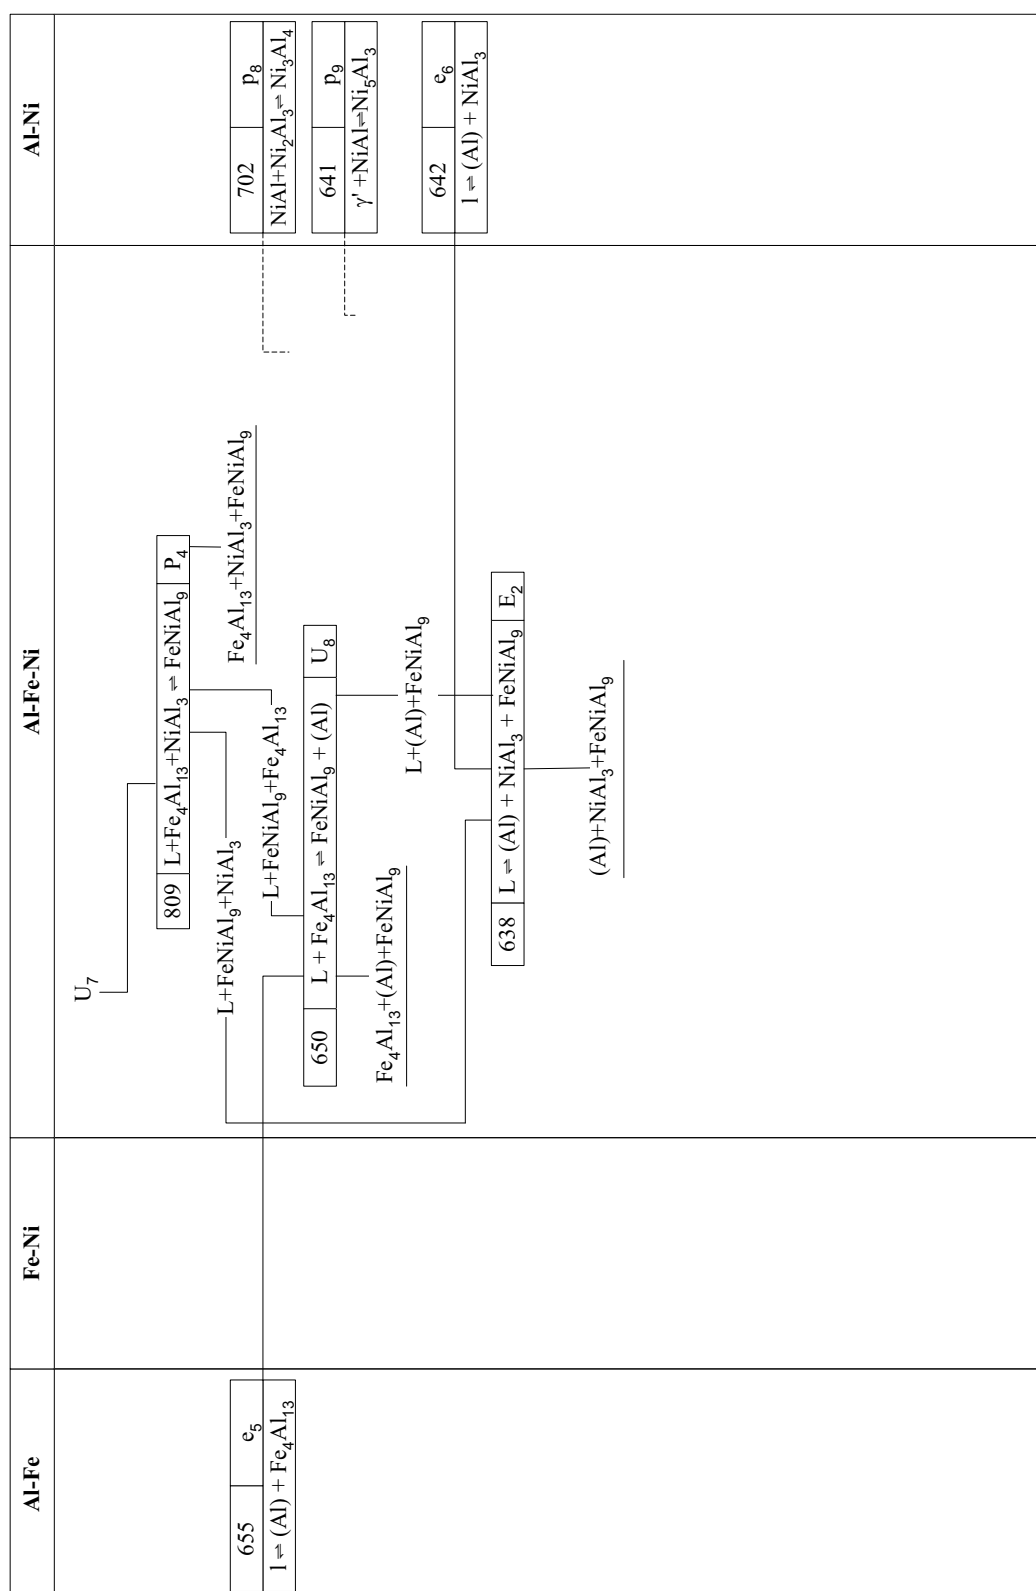 Al-Fe
Fe-Ni
Al-Fe-Ni
Al-Ni
U₇
809 L+Fe₄Al₁₃+NiAl₃ ⇌ FeNiAl₉ P₄
655 e₅
l ⇌ (Al) + Fe₄Al₁₃
L+FeNiAl₉+NiAl₃
Fe₄Al₁₃+NiAl₃+FeNiAl₉
702 p₈
NiAl+Ni₂Al₃⇌Ni₃Al₄
L+FeNiAl₉+Fe₄Al₁₃
650 L + Fe₄Al₁₃ ⇌ FeNiAl₉ + (Al) U₈
641 p₉
γ' +NiAl⇌Ni₅Al₃
Fe₄Al₁₃+(Al)+FeNiAl₉
L+(Al)+FeNiAl₉
642 e₆
l ⇌ (Al) + NiAl₃
638 L ⇌ (Al) + NiAl₃ + FeNiAl₉ E₂
(Al)+NiAl₃+FeNiAl₉